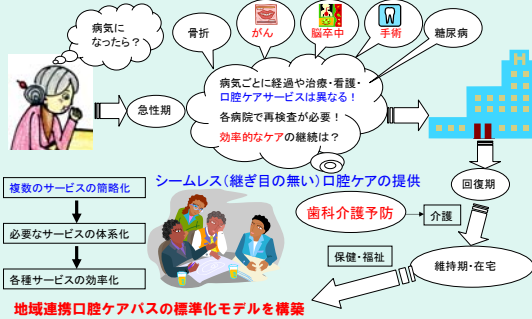 病気に
なったら？
骨折
がん
脳卒中
手術
糖尿病
病気ごとに経過や治療・看護・
口腔ケアサービスは異なる！
各病院で再検査が必要！
効率的なケアの継続は？
急性期
複数のサービスの簡略化
必要なサービスの体系化
各種サービスの効率化
シームレス（継ぎ目の無い）口腔ケアの提供
歯科介護予防
介護
回復期
保健・福祉
維持期・在宅
地域連携口腔ケアパスの標準化モデルを構築